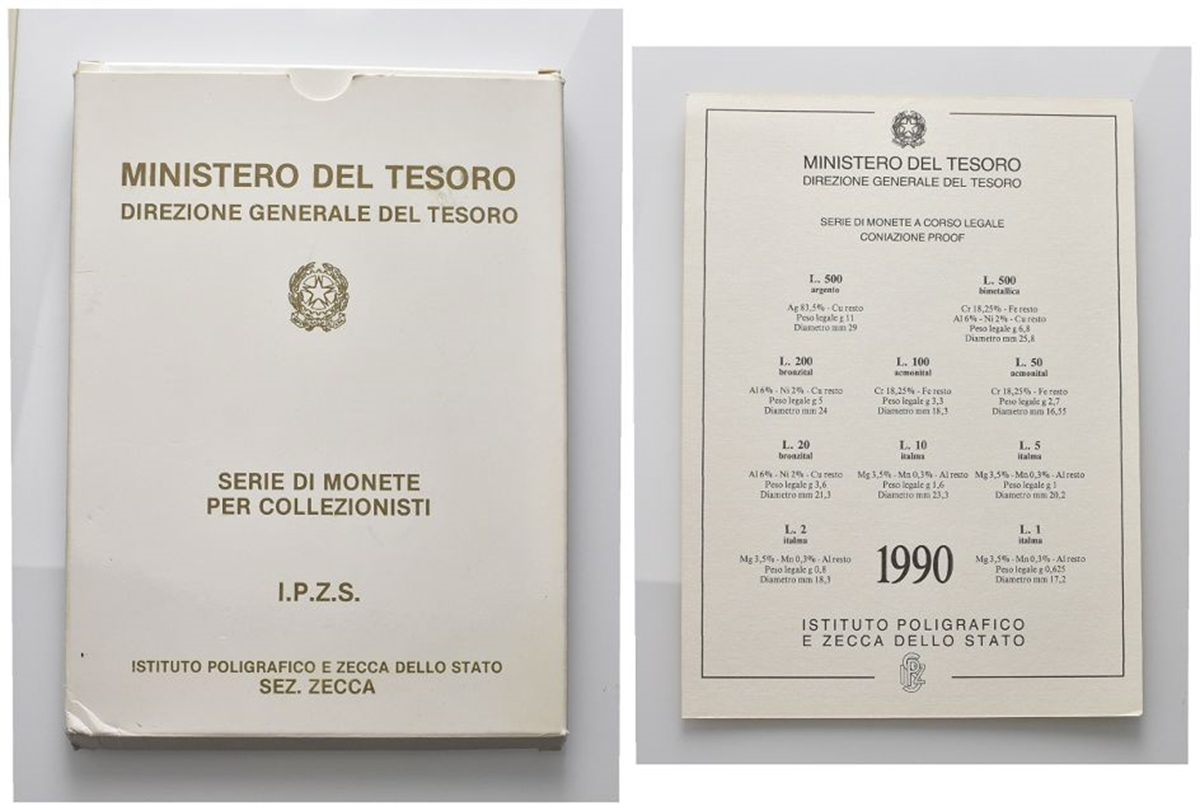 MINISTERO DEL TESORO
DIREZIONE GENERALE DEL TESORO
SERIE DI MONETE
PER COLLEZIONISTI
I.P.Z.S.
ISTITUTO POLIGRAFICO E ZECCA DELLO STATO
SEZ. ZECCA
MINISTERO DEL TESORO
DIREZIONE GENERALE DEL TESORO
SERIE DI MONETE A CORSO LEGALE
CONIAZIONE PROOF
L. 500
argento
Ag 83,5% - Cu resto
Peso legale g 11
Diametro mm 29
L. 500
bimetallica
Cr 18,25% - Fe resto
Al 6% - Ni 2% - Cu resto
Peso legale g 6,8
Diametro mm 25,8
L. 200
bronzital
Al 6% - Ni 2% - Cu resto
Peso legale g 5
Diametro mm 24
L. 100
acmonital
Cr 18,25% - Fe resto
Peso legale g 3,3
Diametro mm 18,3
L. 50
acmonital
Cr 18,25% - Fe resto
Peso legale g 2,7
Diametro mm 16,55
L. 20
bronzital
Al 6% - Ni 2% - Cu resto
Peso legale g 3,6
Diametro mm 21,3
L. 10
italma
Mg 3,5% - Mn 0,3% - Al resto
Peso legale g 1,6
Diametro mm 23,3
L. 5
italma
Mg 3,5% - Mn 0,3% - Al resto
Peso legale g 1
Diametro mm 20,2
L. 2
italma
Mg 3,5% - Mn 0,3% - Al resto
Peso legale g 0,8
Diametro mm 18,3
1990
L. 1
italma
Mg 3,5% - Mn 0,3% - Al resto
Peso legale g 0,625
Diametro mm 17,2
ISTITUTO POLIGRAFICO
E ZECCA DELLO STATO